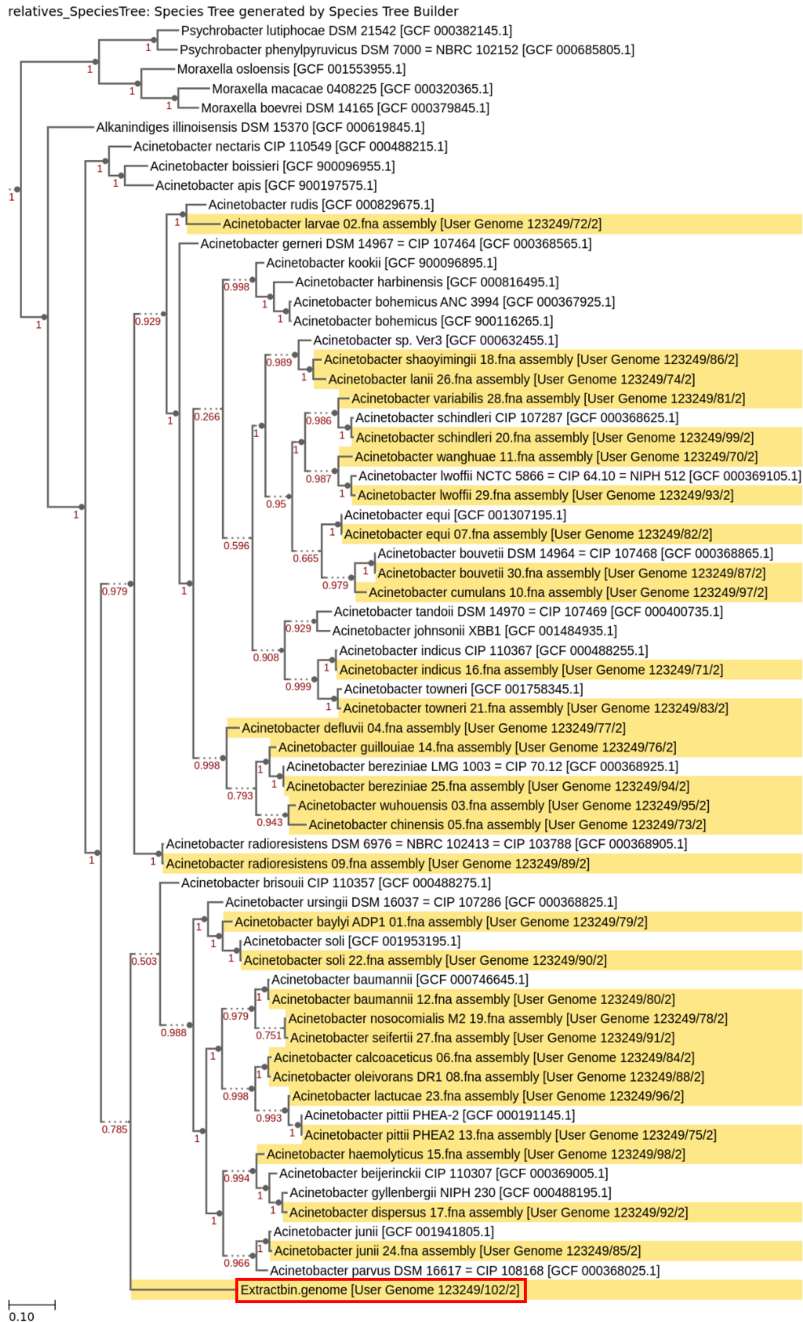 relatives_SpeciesTree: Species Tree generated by Species Tree Builder
Psychrobacter lutiphocae DSM 21542 [GCF 000382145.1]
1
Psychrobacter phenylpyruvicus DSM 7000 = NBRC 102152 [GCF 000685805.1]
1
Moraxella osloensis [GCF 001553955.1]
1
Moraxella macacae 0408225 [GCF 000320365.1]
1
Moraxella boevrei DSM 14165 [GCF 000379845.1]
Alkanindiges illinoisensis DSM 15370 [GCF 000619845.1]
Acinetobacter nectaris CIP 110549 [GCF 000488215.1]
1
Acinetobacter boissieri [GCF 900096955.1]
1
Acinetobacter apis [GCF 900197575.1]
1
Acinetobacter rudis [GCF 000829675.1]
1
Acinetobacter larvae 02.fna assembly [User Genome 123249/72/2]
Acinetobacter gerneri DSM 14967 = CIP 107464 [GCF 000368565.1]
Acinetobacter kookii [GCF 900096895.1]
0.998
Acinetobacter harbinensis [GCF 000816495.1]
1
Acinetobacter bohemicus ANC 3994 [GCF 000367925.1]
1
Acinetobacter bohemicus [GCF 900116265.1]
1
0.929
Acinetobacter sp. Ver3 [GCF 000632455.1]
0.989
Acinetobacter shaoyimingii 18.fna assembly [User Genome 123249/86/2]
1
Acinetobacter lanii 26.fna assembly [User Genome 123249/74/2]
Acinetobacter variabilis 28.fna assembly [User Genome 123249/81/2]
1
0.266
0.986
Acinetobacter schindleri CIP 107287 [GCF 000368625.1]
1
1
Acinetobacter schindleri 20.fna assembly [User Genome 123249/99/2]
1
Acinetobacter wanghuae 11.fna assembly [User Genome 123249/70/2]
0.987
Acinetobacter lwoffii NCTC 5866 = CIP 64.10 = NIPH 512 [GCF 000369105.1]
1
Acinetobacter lwoffii 29.fna assembly [User Genome 123249/93/2]
0.95
1
Acinetobacter equi [GCF 001307195.1]
1
Acinetobacter equi 07.fna assembly [User Genome 123249/82/2]
0.596
Acinetobacter bouvetii DSM 14964 = CIP 107468 [GCF 000368865.1]
0.665
1
Acinetobacter bouvetii 30.fna assembly [User Genome 123249/87/2]
0.979
Acinetobacter cumulans 10.fna assembly [User Genome 123249/97/2]
0.979
1
Acinetobacter tandoii DSM 14970 = CIP 107469 [GCF 000400735.1]
0.929
Acinetobacter johnsonii XBB1 [GCF 001484935.1]
Acinetobacter indicus CIP 110367 [GCF 000488255.1]
0.908
1
Acinetobacter indicus 16.fna assembly [User Genome 123249/71/2]
0.999
Acinetobacter towneri [GCF 001758345.1]
1
Acinetobacter towneri 21.fna assembly [User Genome 123249/83/2]
Acinetobacter defluvii 04.fna assembly [User Genome 123249/77/2]
Acinetobacter guillouiae 14.fna assembly [User Genome 123249/76/2]
0.998
1
Acinetobacter bereziniae LMG 1003 = CIP 70.12 [GCF 000368925.1]
1
Acinetobacter bereziniae 25.fna assembly [User Genome 123249/94/2]
0.793
Acinetobacter wuhouensis 03.fna assembly [User Genome 123249/95/2]
0.943
Acinetobacter chinensis 05.fna assembly [User Genome 123249/73/2]
Acinetobacter radioresistens DSM 6976 = NBRC 102413 = CIP 103788 [GCF 000368905.1]
1
1
Acinetobacter radioresistens 09.fna assembly [User Genome 123249/89/2]
Acinetobacter brisouii CIP 110357 [GCF 000488275.1]
Acinetobacter ursingii DSM 16037 = CIP 107286 [GCF 000368825.1]
Acinetobacter baylyi ADP1 01.fna assembly [User Genome 123249/79/2]
1
Acinetobacter soli [GCF 001953195.1]
1
1
Acinetobacter soli 22.fna assembly [User Genome 123249/90/2]
0.503
Acinetobacter baumannii [GCF 000746645.1]
1
Acinetobacter baumannii 12.fna assembly [User Genome 123249/80/2]
0.979
Acinetobacter nosocomialis M2 19.fna assembly [User Genome 123249/78/2]
0.988
0.751
Acinetobacter seifertii 27.fna assembly [User Genome 123249/91/2]
1
Acinetobacter calcoaceticus 06.fna assembly [User Genome 123249/84/2]
1
Acinetobacter oleivorans DR1 08.fna assembly [User Genome 123249/88/2]
0.998
Acinetobacter lactucae 23.fna assembly [User Genome 123249/96/2]
0.993
Acinetobacter pittii PHEA-2 [GCF 000191145.1]
0.785
1
1
Acinetobacter pittii PHEA2 13.fna assembly [User Genome 123249/75/2]
Acinetobacter haemolyticus 15.fna assembly [User Genome 123249/98/2]
0.994
Acinetobacter beijerinckii CIP 110307 [GCF 000369005.1]
1
Acinetobacter gyllenbergii NIPH 230 [GCF 000488195.1]
1
Acinetobacter dispersus 17.fna assembly [User Genome 123249/92/2]
1
Acinetobacter junii [GCF 001941805.1]
1
Acinetobacter junii 24.fna assembly [User Genome 123249/85/2]
0.966
Acinetobacter parvus DSM 16617 = CIP 108168 [GCF 000368025.1]
Extractbin.genome [User Genome 123249/102/2]
0.10